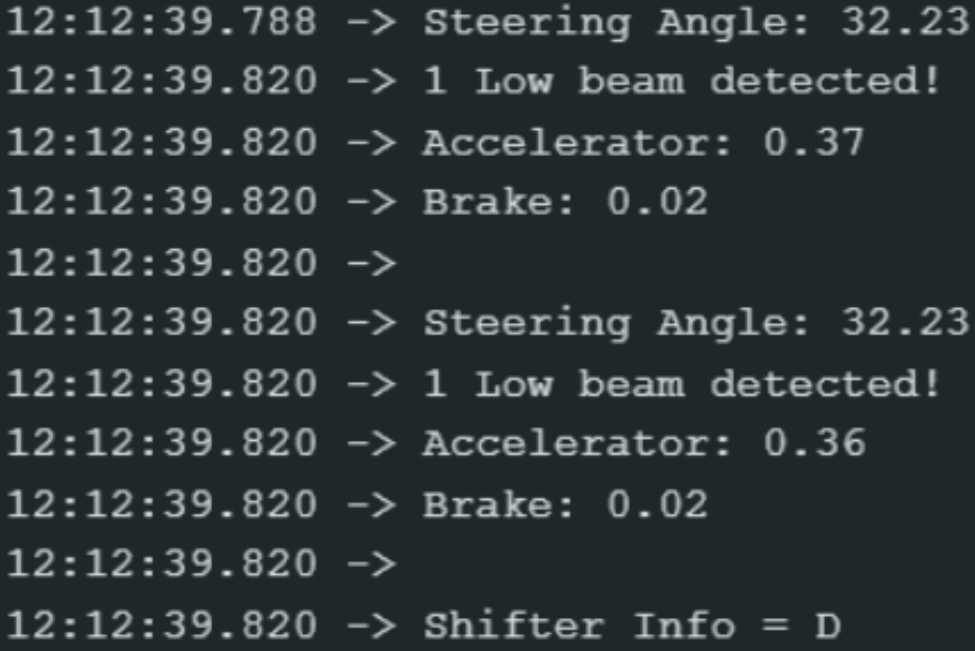 12:12:39.788 -> Steering Angle: 32.23
12:12:39.820 -> 1 Low beam detected!
12:12:39.820 -> Accelerator: 0.37
12:12:39.820 -> Brake: 0.02
12:12:39.820 ->
12:12:39.820 -> Steering Angle: 32.23
12:12:39.820 -> 1 Low beam detected!
12:12:39.820 -> Accelerator: 0.36
12:12:39.820 -> Brake: 0.02
12:12:39.820 ->
12:12:39.820 -> Shifter Info = D